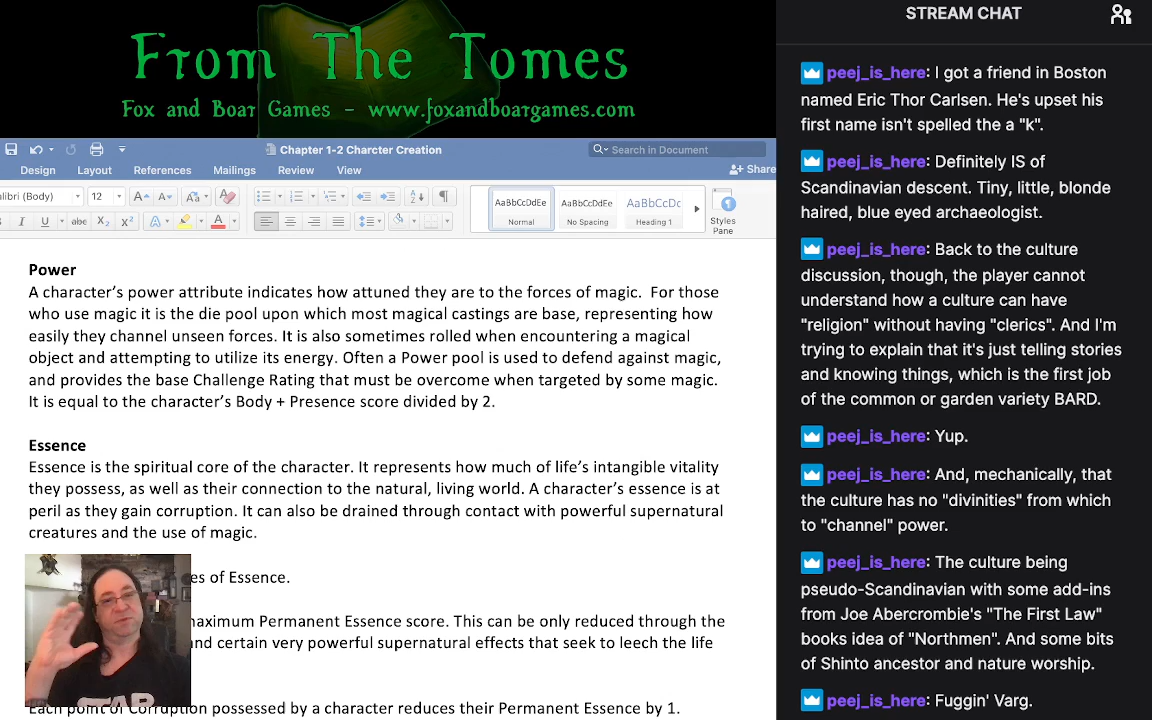 From The Tomes
Fox and Boar Games - www.foxandboargames.com
Chapter 1-2 Charcter Creation
Search in Document
Design Layout References Mailings Review View
Share
alibri (Body) 12
AaBbCcDdEe AaBbCcDdEe AaBbCcDd
Normal No Spacing Heading 1
Styles
Pane
Power
A character's power attribute indicates how attuned they are to the forces of magic. For those
who use magic it is the die pool upon which most magical castings are base, representing how
easily they channel unseen forces. It is also sometimes rolled when encountering a magical
object and attempting to utilize its energy. Often a Power pool is used to defend against magic,
and provides the base Challenge Rating that must be overcome when targeted by some magic.
It is equal to the character's Body + Presence score divided by 2.
Essence
Essence is the spiritual core of the character. It represents how much of life's intangible vitality
they possess, as well as their connection to the natural, living world. A character's essence is at
peril as they gain corruption. It can also be drained through contact with powerful supernatural
creatures and the use of magic.
es of Essence.
maximum Permanent Essence score. This can be only reduced through the
nd certain very powerful supernatural effects that seek to leech the life
Each point of Corruption possessed by a character reduces their Permanent Essence by 1.
STREAM CHAT
peej_is_here: I got a friend in Boston
named Eric Thor Carlsen. He's upset his
first name isn't spelled the a "k".
peej_is_here: Definitely IS of
Scandinavian descent. Tiny, little, blonde
haired, blue eyed archaeologist.
peej_is_here: Back to the culture
discussion, though, the player cannot
understand how a culture can have
"religion" without having "clerics". And I'm
trying to explain that it's just telling stories
and knowing things, which is the first job
of the common or garden variety BARD.
peej_is_here: Yup.
peej_is_here: And, mechanically, that
the culture has no "divinities" from which
to "channel" power.
peej_is_here: The culture being
pseudo-Scandinavian with some add-ins
from Joe Abercrombie's "The First Law"
books idea of "Northmen". And some bits
of Shinto ancestor and nature worship.
peej_is_here: Fuggin' Varg.